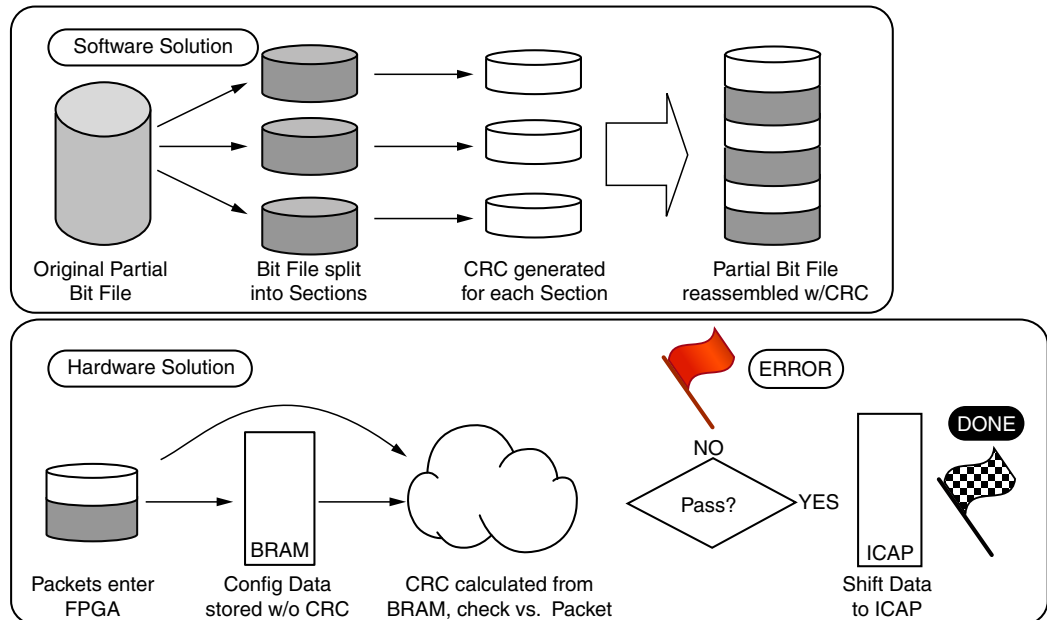 Software Solution
Original Partial
Bit File
Bit File split
into Sections
CRC generated
for each Section
Partial Bit File
reassembled w/CRC
Hardware Solution
ERROR
DONE
NO
Pass?
YES
BRAM
ICAP
Packets enter
FPGA
Config Data
stored w/o CRC
CRC calculated from
BRAM, check vs. Packet
Shift Data
to ICAP